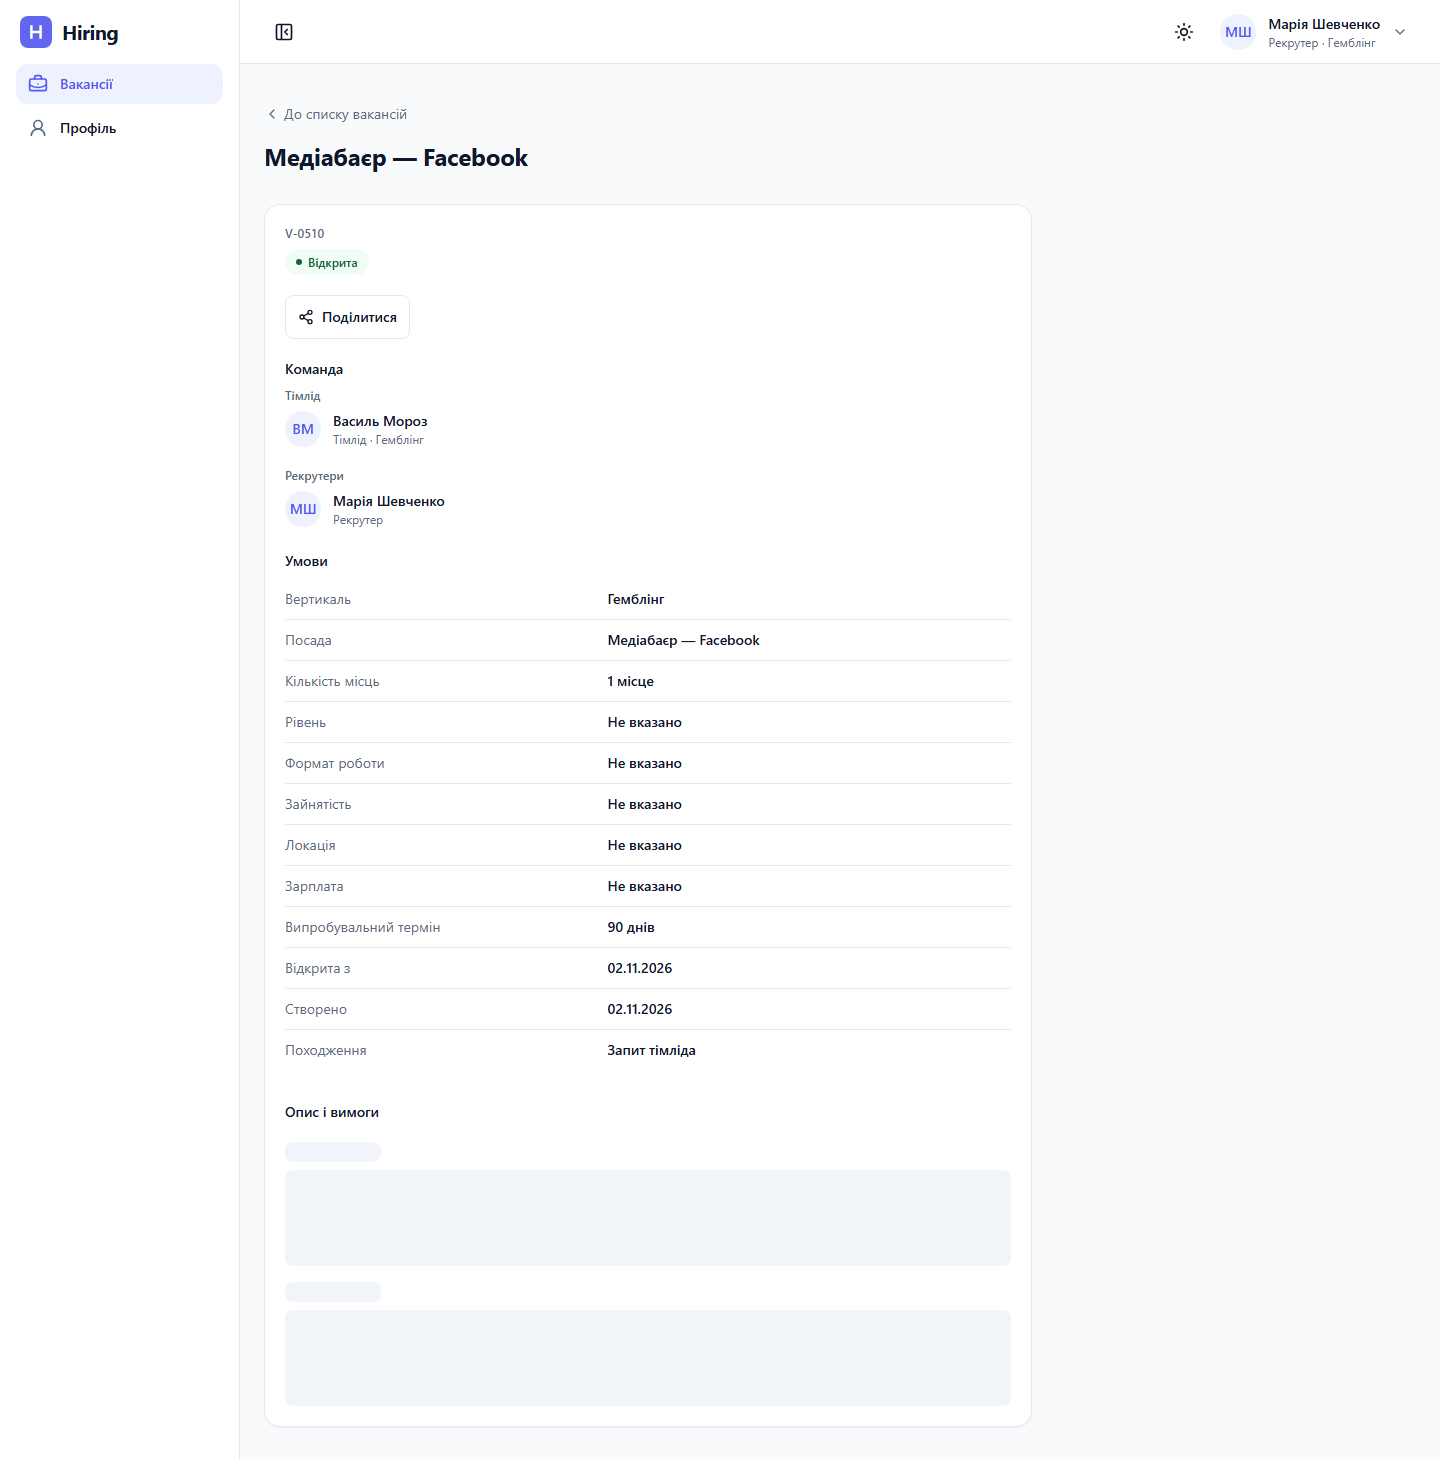 H Hiring
Вакансії
Профіль
МШ
Марія Шевченко
Рекрутер · Гемблінг
До списку вакансій
Медіабаєр — Facebook
V-0510
Відкрита
Поділитися
Команда
Тімлід
ВМ
Василь Мороз
Тімлід · Гемблінг
Рекрутери
МШ
Марія Шевченко
Рекрутер
Умови
Вертикаль Гемблінг
Посада Медіабаєр — Facebook
Кількість місць 1 місце
Рівень Не вказано
Формат роботи Не вказано
Зайнятість Не вказано
Локація Не вказано
Зарплата Не вказано
Випробувальний термін 90 днів
Відкрита з 02.11.2026
Створено 02.11.2026
Походження Запит тімліда
Опис і вимоги